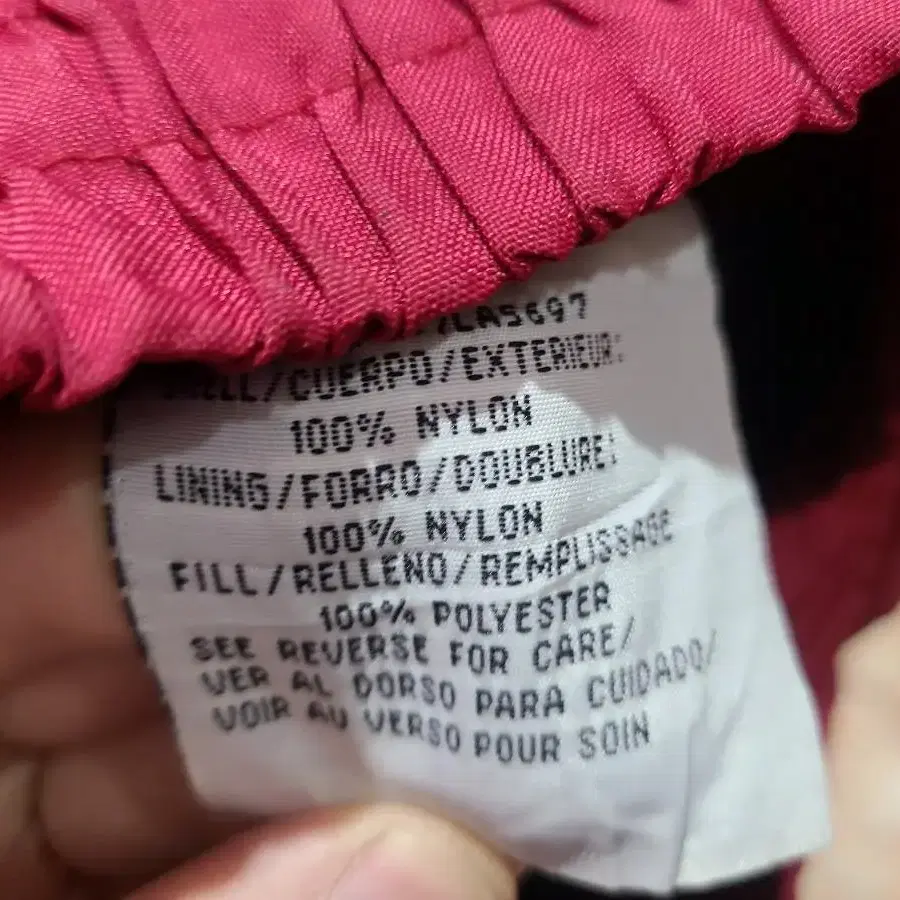 /LA5697
SHELL/CUERPO/EXTERIEUR:
100% NYLON
LINING/FORRO/DOUBLURE:
100% NYLON
FILL/RELLENO/REMPLISSAGE
100% POLYESTER
SEE REVERSE FOR CARE/
VER AL DORSO PARA CUIDADO/
VOIR AU VERSO POUR SOIN